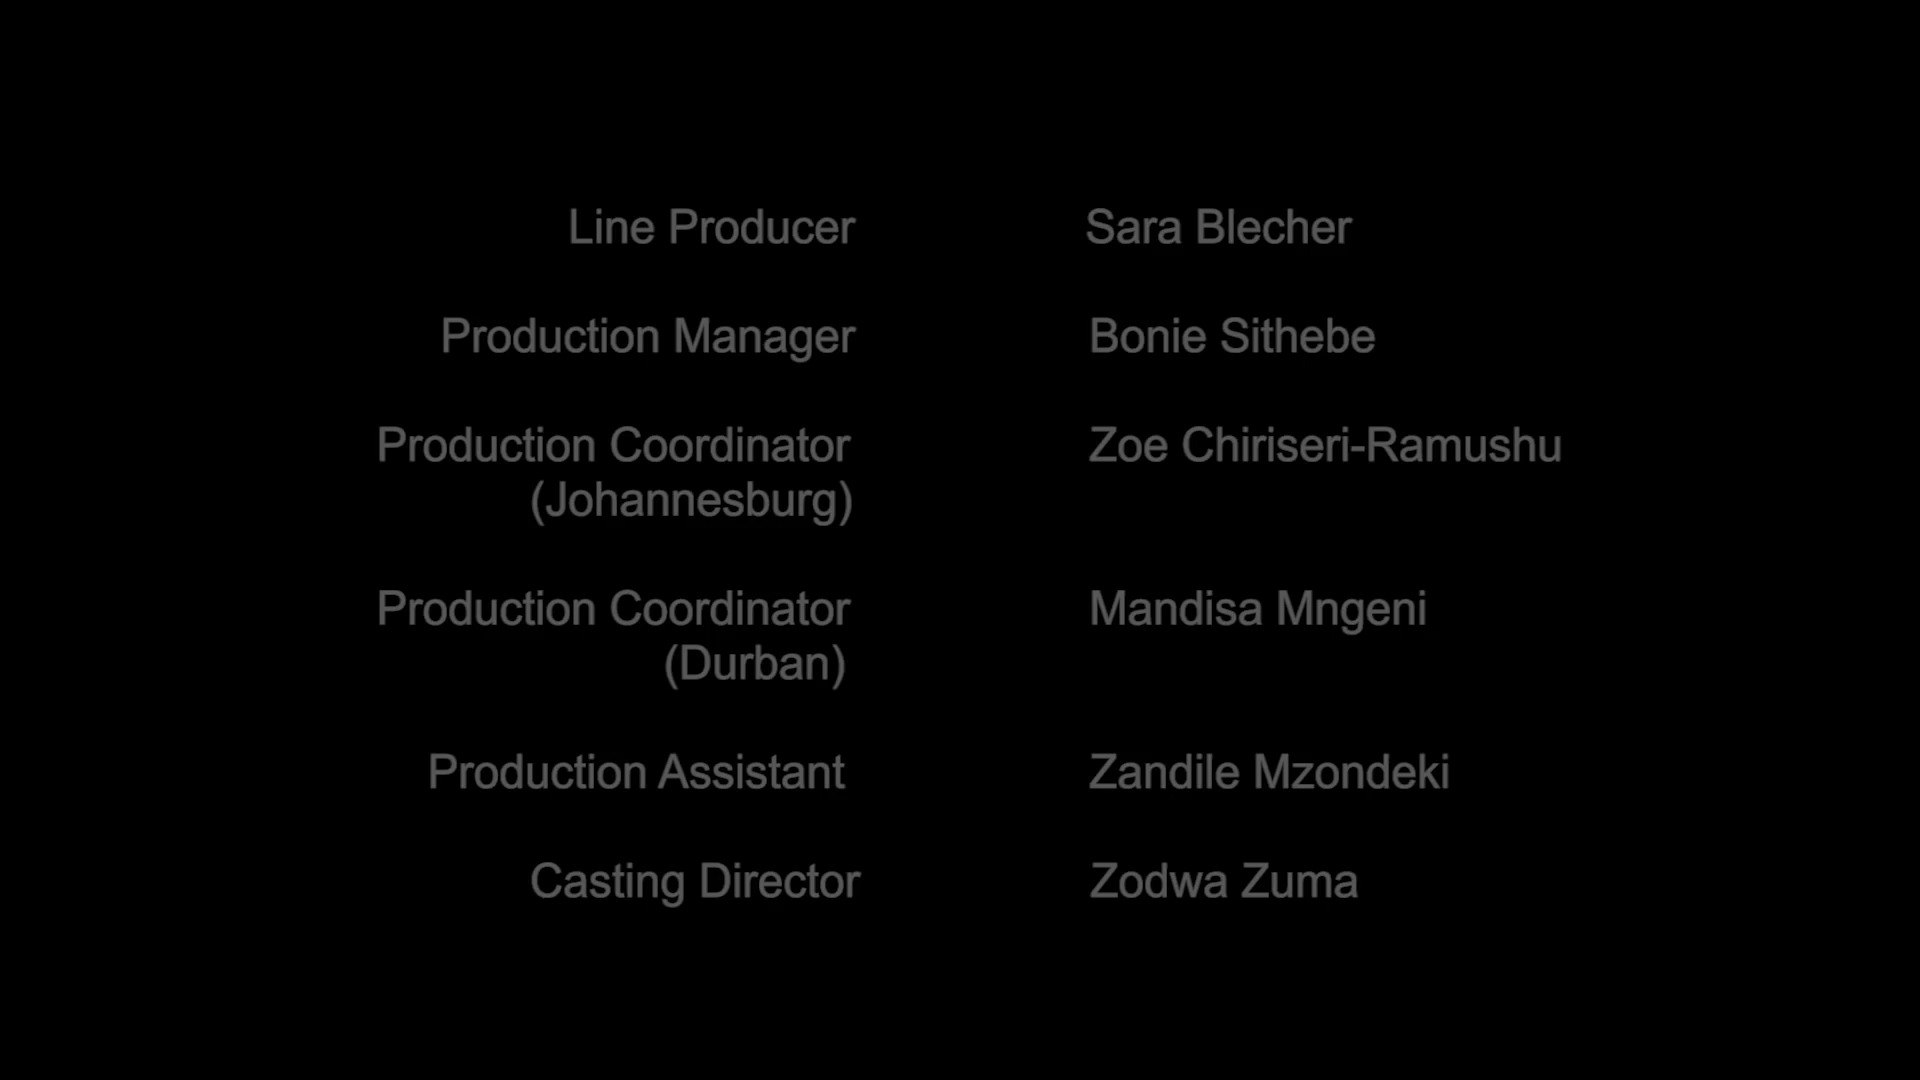 Line Producer Sara Blecher
Production Manager Bonie Sithebe
Production Coordinator Zoe Chiriseri-Ramushu
(Johannesburg)
Production Coordinator Mandisa Mngeni
(Durban)
Production Assistant Zandile Mzondeki
Casting Director Zodwa Zuma